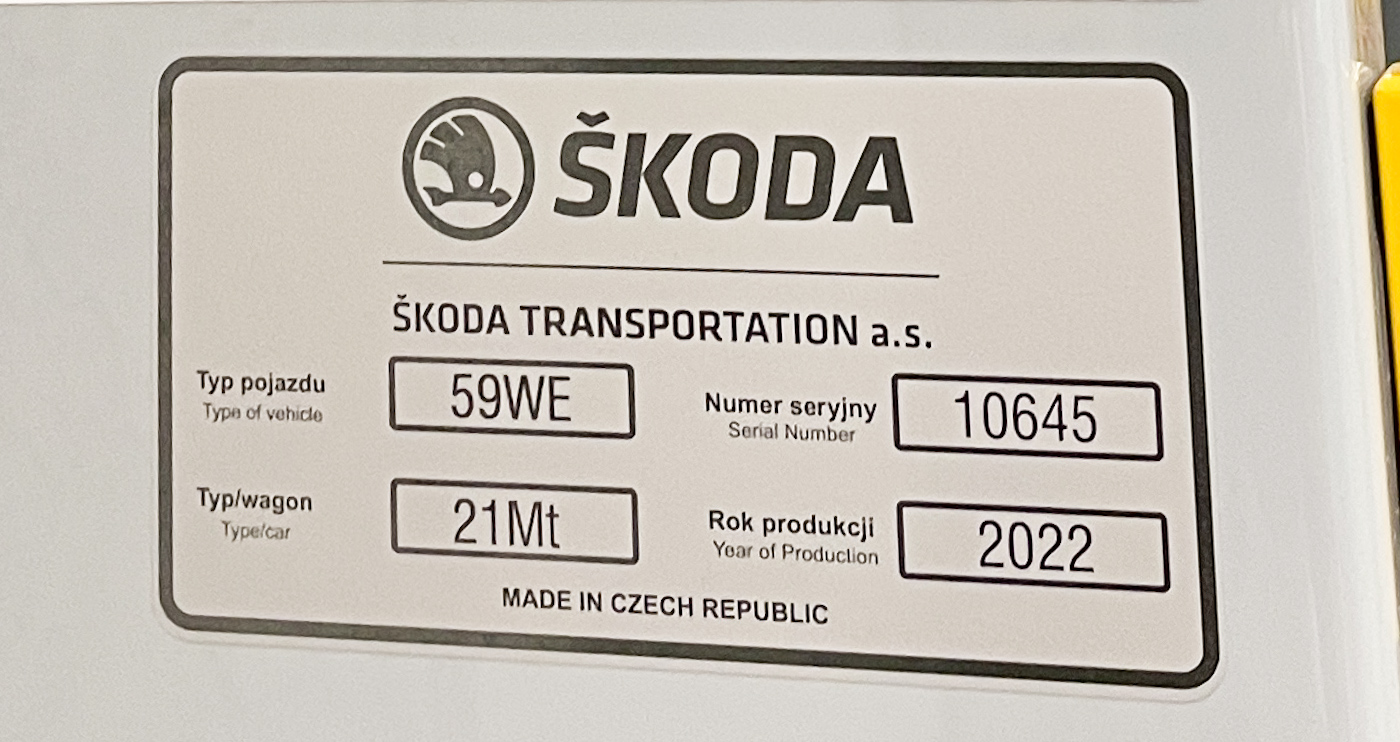 ŠKODA
ŠKODA TRANSPORTATION a.s.
Typ pojazdu
Type of vehicle
59WE
Numer seryjny
Serial Number
10645
Typ/wagon
Type/car
21Mt
Rok produkcji
Year of Production
2022
MADE IN CZECH REPUBLIC